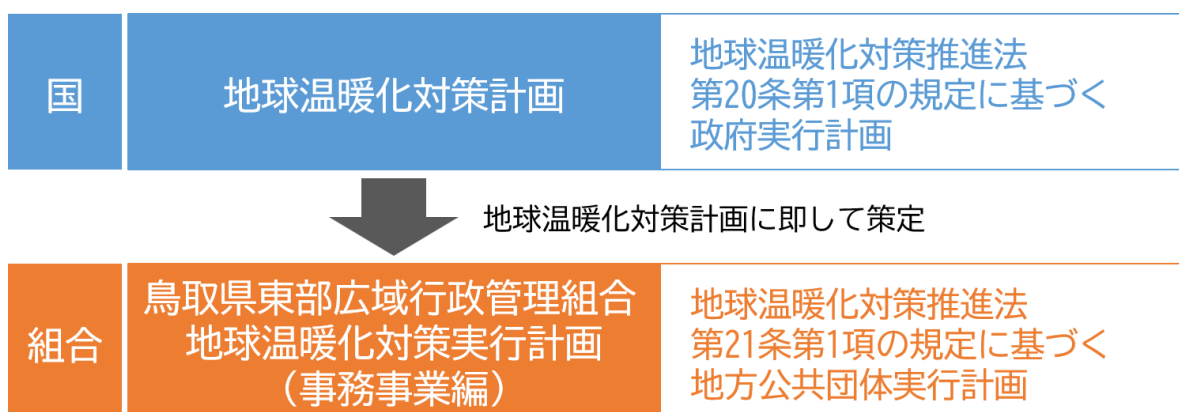 国
地球温暖化対策計画
地球温暖化対策推進法
第20条第1項の規定に基づく
政府実行計画
地球温暖化対策計画に即して策定
組合
鳥取県東部広域行政管理組合
地球温暖化対策実行計画
（事務事業編）
地球温暖化対策推進法
第21条第1項の規定に基づく
地方公共団体実行計画